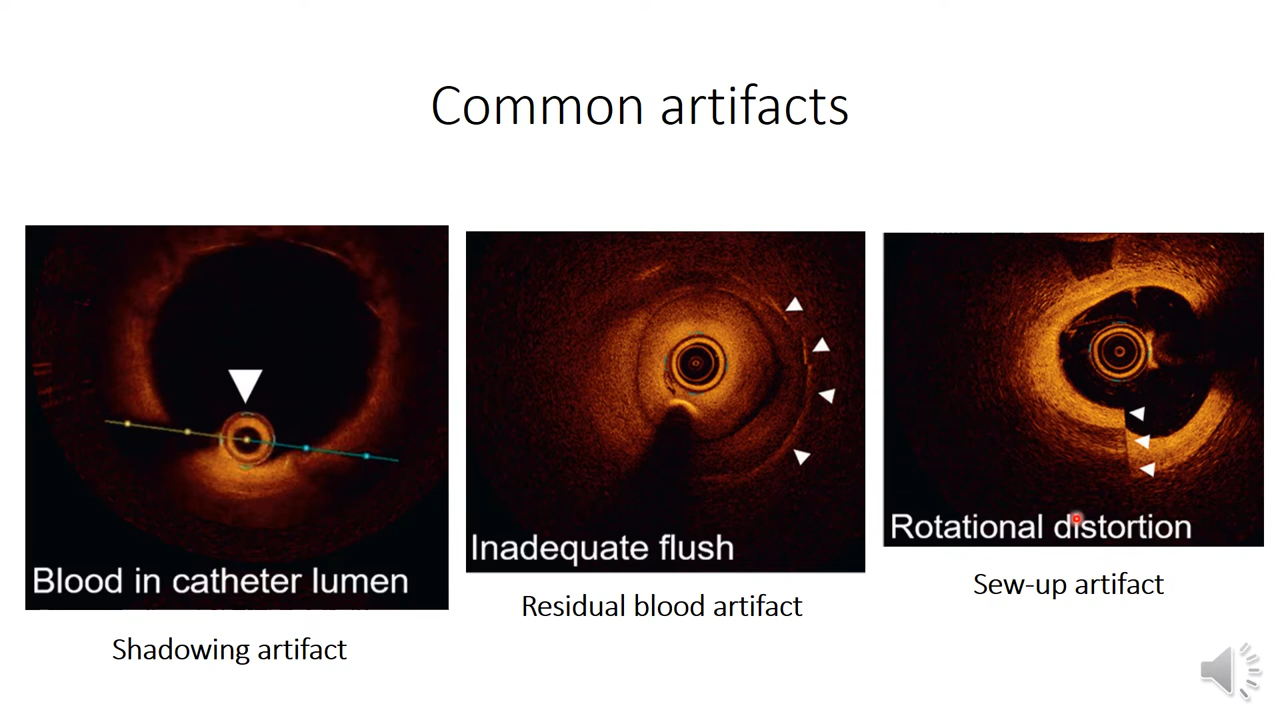 Common artifacts
Blood in catheter lumen
Shadowing artifact
Inadequate flush
Residual blood artifact
Rotational distortion
Sew-up artifact